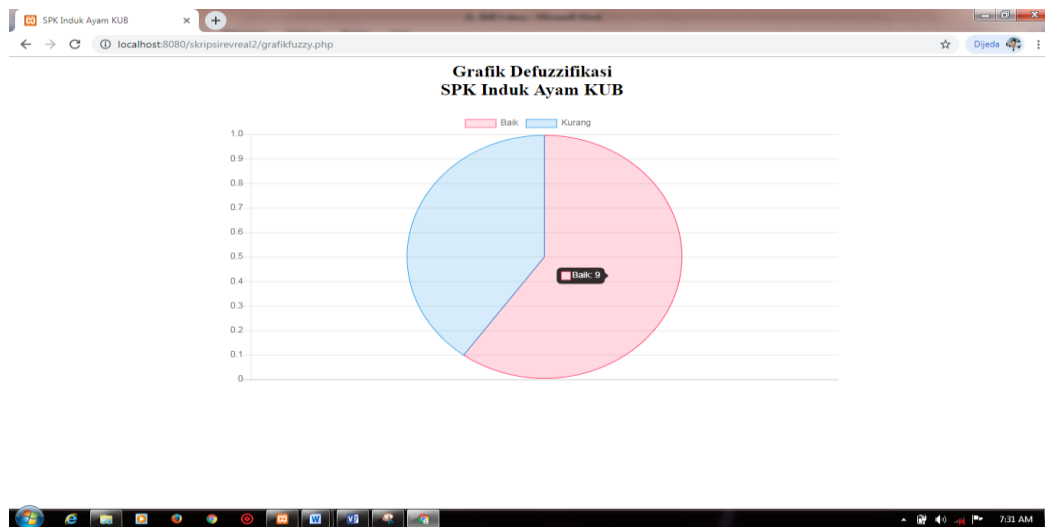 SPK Induk Ayam KUB
localhost:8080/skripsirevreal2/grafikfuzzy.php
Dijeda
Grafik Defuzzifikasi
SPK Induk Ayam KUB
Baik Kurang
1.0
0.9
0.8
0.7
0.6
0.5
Baik: 9
0.4
0.3
0.2
0.1
0
7:31 AM